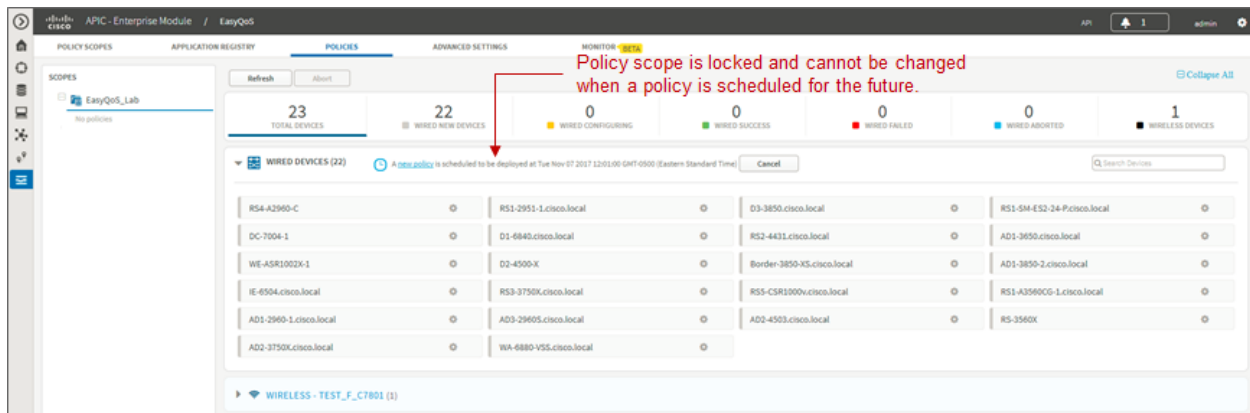 CISCO APIC - Enterprise Module / EasyQoS API 1 admin
POLICY SCOPES APPLICATION REGISTRY POLICIES ADVANCED SETTINGS MONITOR BETA
Policy scope is locked and cannot be changed
when a policy is scheduled for the future.
SCOPES
EasyQoS_Lab
No policies
Refresh Abort Collapse All
23 22 0 0 0 0 1
TOTAL DEVICES WIRED NEW DEVICES WIRED CONFIGURING WIRED SUCCESS WIRED FAILED WIRED ABORTED WIRELESS DEVICES
WIRED DEVICES (22) A new policy is scheduled to be deployed at Tue Nov 07 2017 12:01:00 GMT-0500 (Eastern Standard Time) Cancel Search Devices
RS4-A2960-C RS1-2951-1.cisco.local D3-3850.cisco.local RS1-SM-ES2-24-P.cisco.local
DC-7004-1 D1-6840.cisco.local RS2-4431.cisco.local AD1-3650.cisco.local
WE-ASR1002X-1 D2-4500-X Border-3850-XS.cisco.local AD1-3850-2.cisco.local
IE-6504.cisco.local RS3-3750X.cisco.local RS5-CSR1000v.cisco.local RS1-A3560CG-1.cisco.local
AD1-2960-1.cisco.local AD3-2960S.cisco.local AD2-4503.cisco.local RS-3560X
AD2-3750X.cisco.local WA-6880-VSS.cisco.local
WIRELESS - TEST_F_C7801 (1)